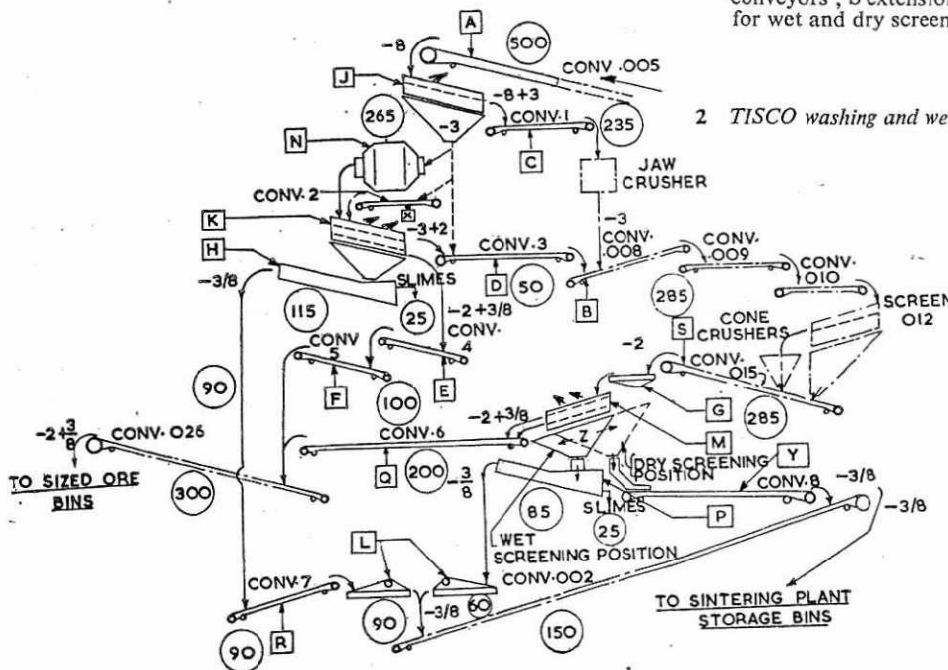 conveyors; S extension
for wet and dry screen
2 TISCO washing and we
A
-8
500
CONV .005
J
-8+3
265
-3
CONV.1
235
N
C
JAW
CRUSHER
CONV.2
X
K
-3+2
-3
CONV.
.008
CONV.
.009
CONV.
.010
H
CONV.3
-3/8
SLIMES
D
50
B
285
SCREEN
012
115
25
-2+3/8
CONV.
4
S
CONE
CRUSHERS
CONV
5
-2
CONV.
015
90
F
100
E
G
285
-2+3/8
CONV.026
-2+3/8
CONV.6
Z
M
DRY SCREENING
POSITION
Y
TO SIZED ORE
BINS
Q
200
-3/8
CONV.8
-3/8
300
85
SLIMES
25
P
-3/8
L
WET
SCREENING POSITION
CONV.7
CONV.002
TO SINTERING PLANT
STORAGE BINS
R
90
90
-3/8
60
150